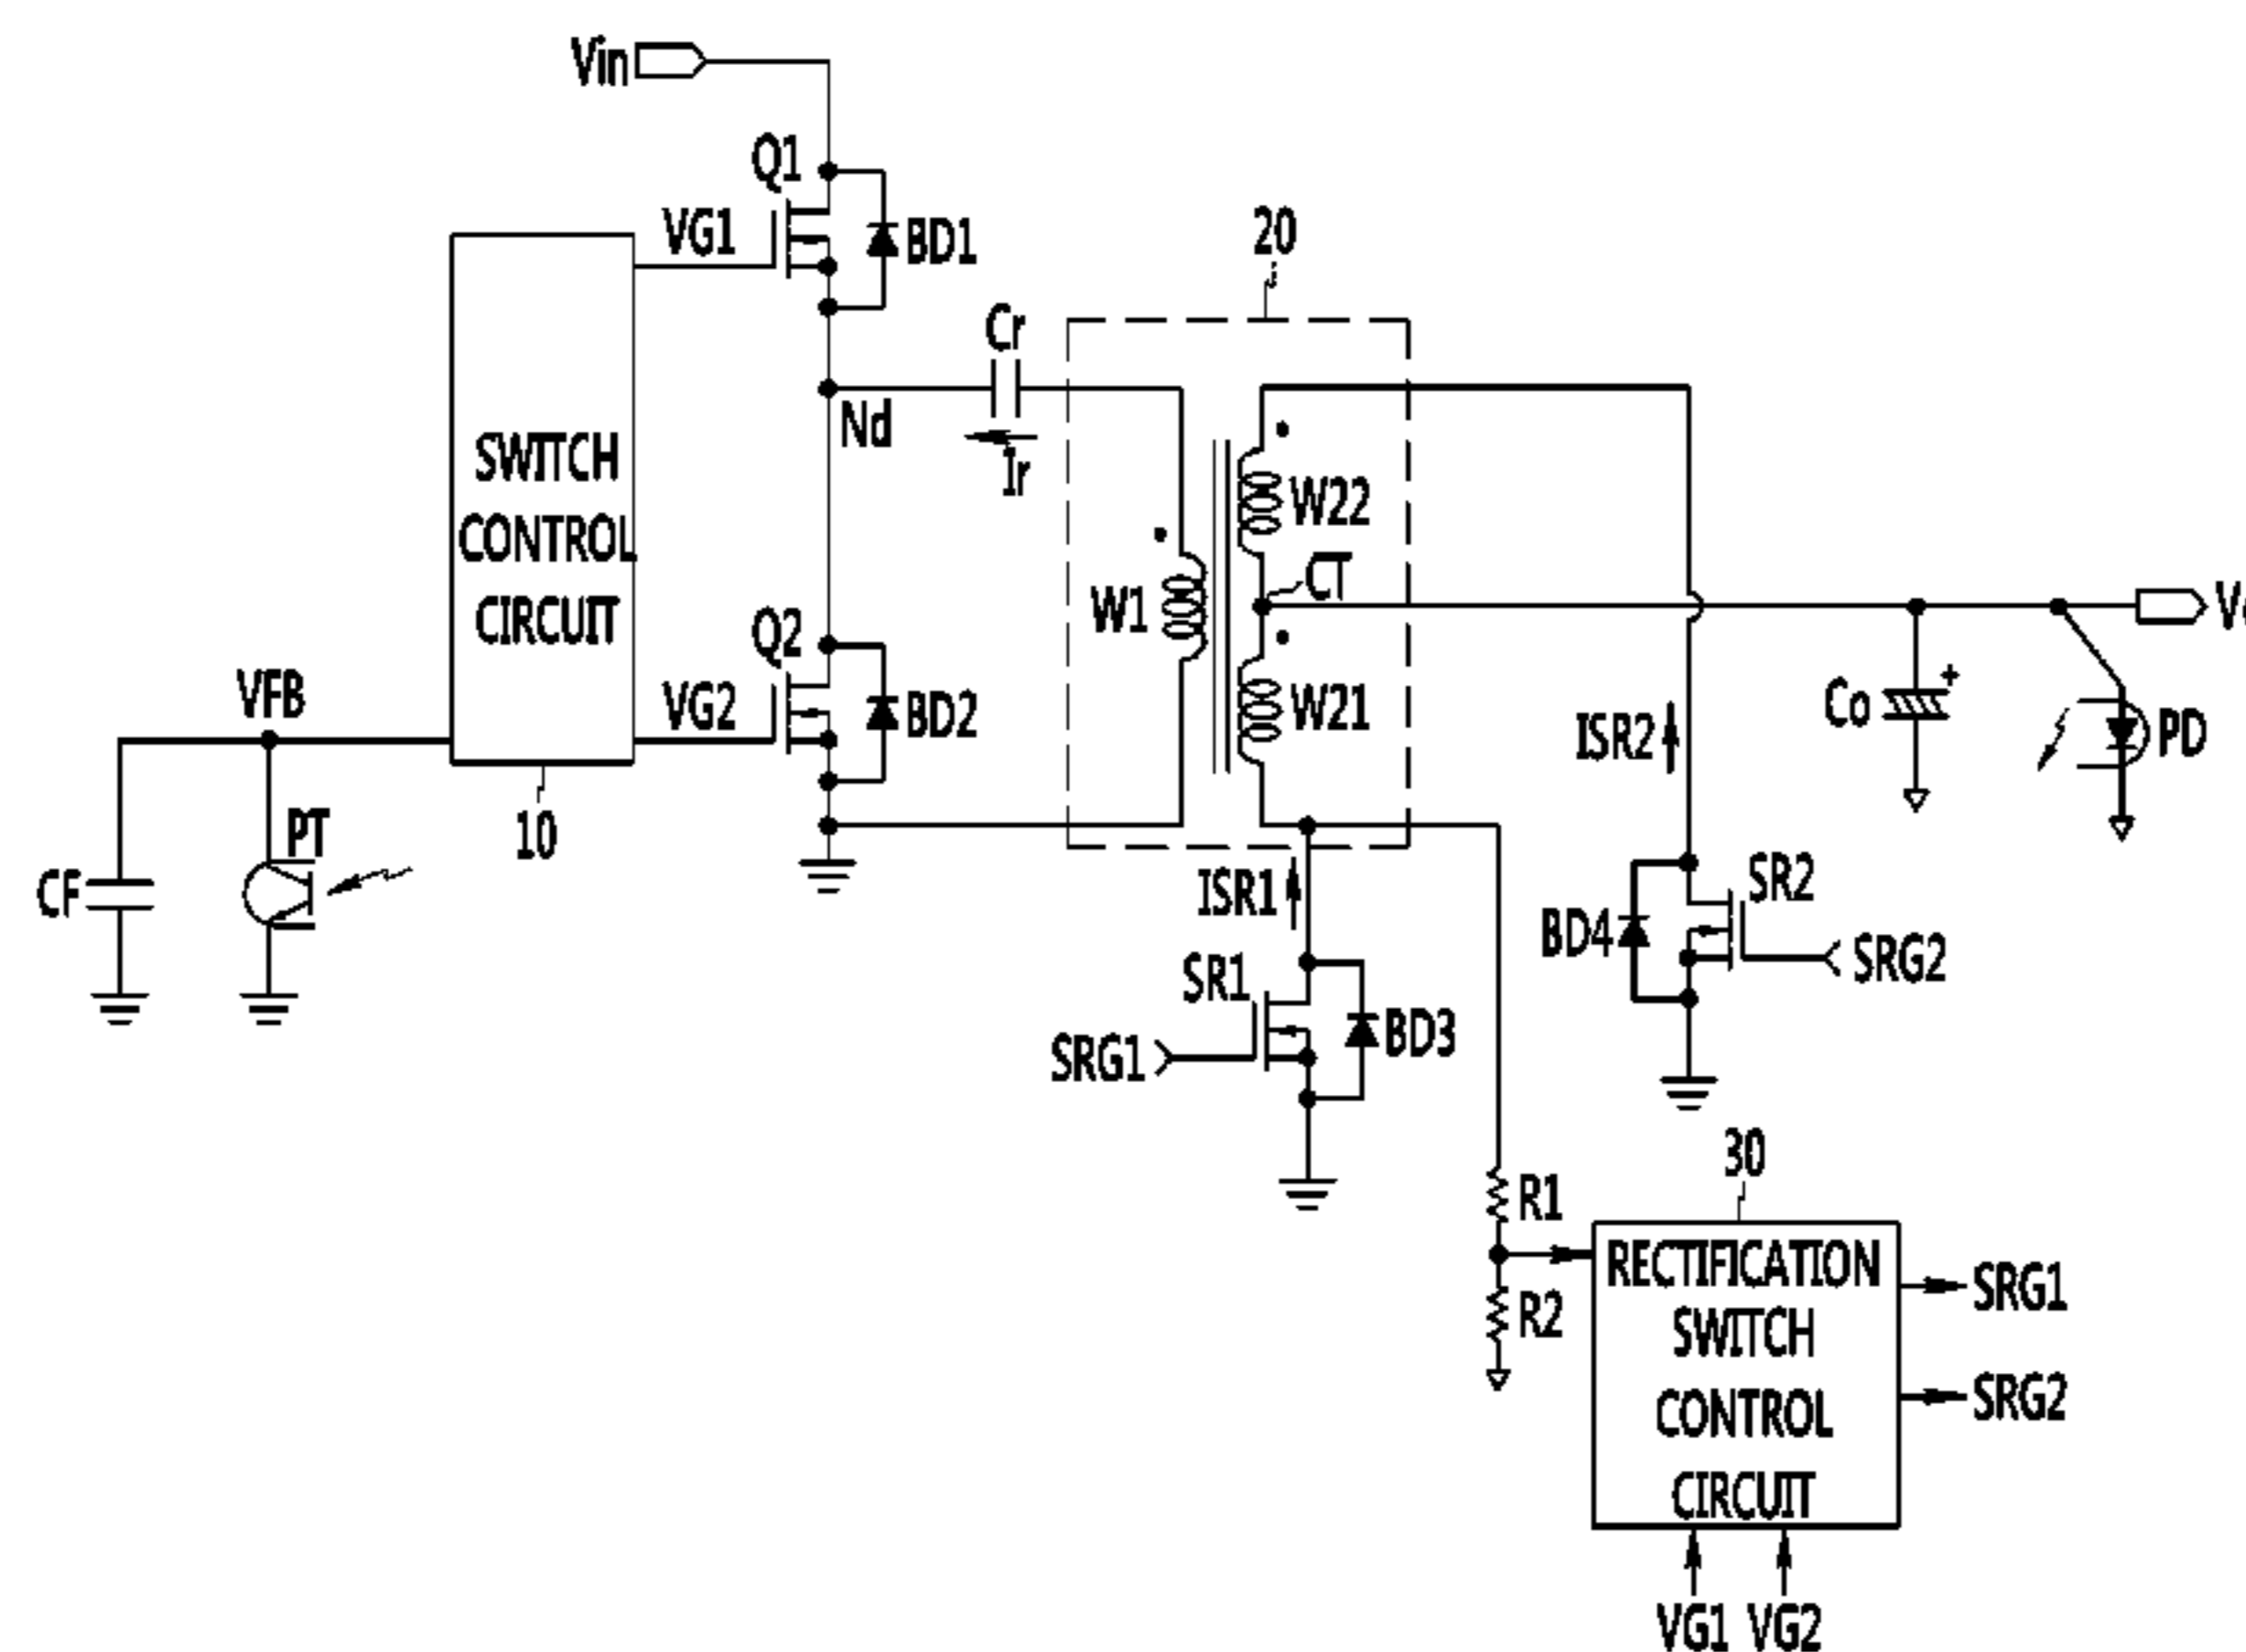 Vin
Q1
VG1
BD1
20
Cr
Nd
Ir
SWITCH
CONTROL
CIRCUIT
W22
CT
W1
W21
Q2
VG2
BD2
VFB
10
PT
CF
ISR2
Co
+
PD
ISR1
SR1
SRG1
BD3
SR2
BD4
SRG2
R1
R2
30
RECTIFICATION
SWITCH
CONTROL
CIRCUIT
SRG1
SRG2
VG1 VG2